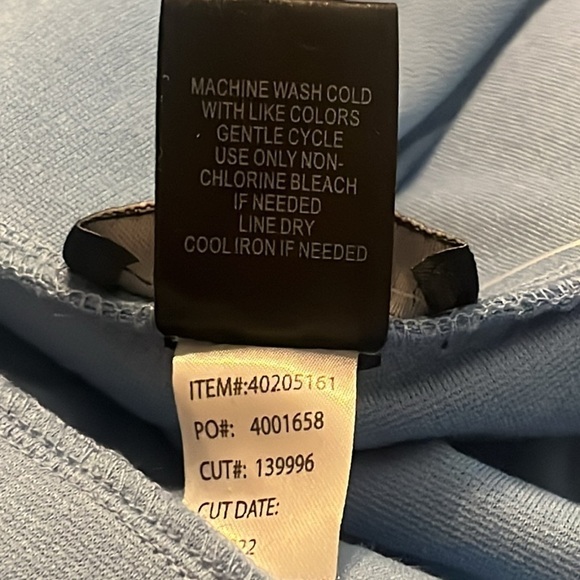 MACHINE WASH COLD
WITH LIKE COLORS
GENTLE CYCLE
USE ONLY NON-
CHLORINE BLEACH
IF NEEDED
LINE DRY
COOL IRON IF NEEDED
ITEM#:40205161
PO#: 4001658
CUT#: 139996
CUT DATE: